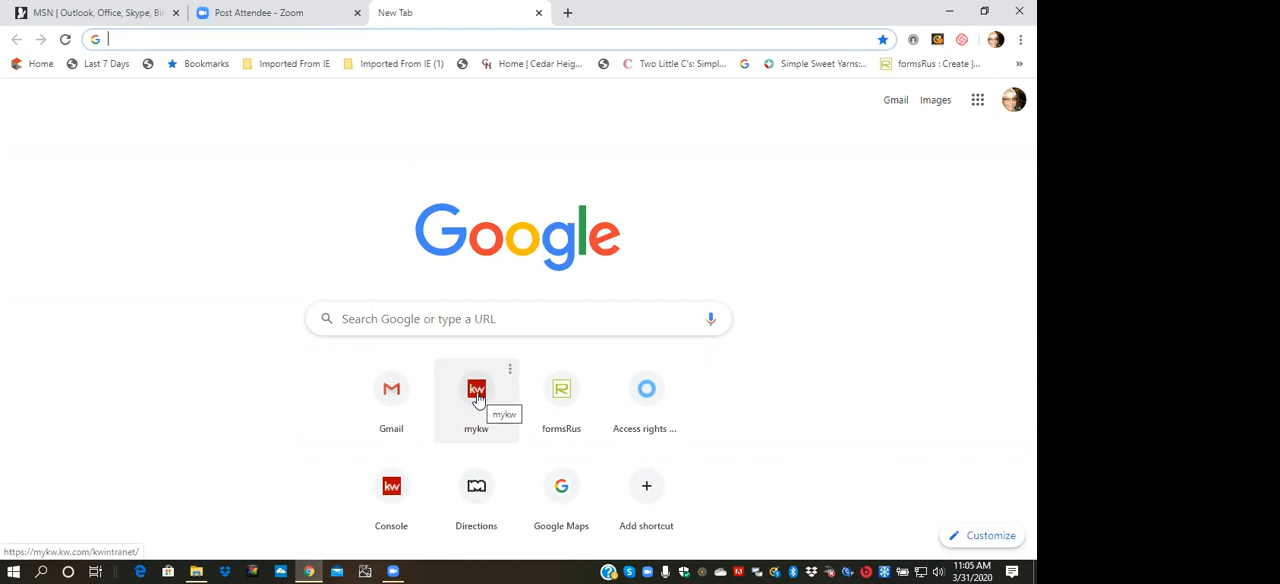 MSN | Outlook, Office, Skype, Bin
Post Attendee - Zoom
New Tab
Home
Last 7 Days
Bookmarks
Imported From IE
Imported From IE (1)
Home | Cedar Heig...
Two Little C's: Simpl...
Simple Sweet Yarns:...
formsRus : Create |...
»
Gmail
Images
Google
Search Google or type a URL
kw
mykw
Gmail
mykw
formsRus
Access rights ...
kw
Console
Directions
Google Maps
Add shortcut
Customize
https://mykw.kw.com/kwintranet/
11:05 AM
3/31/2020